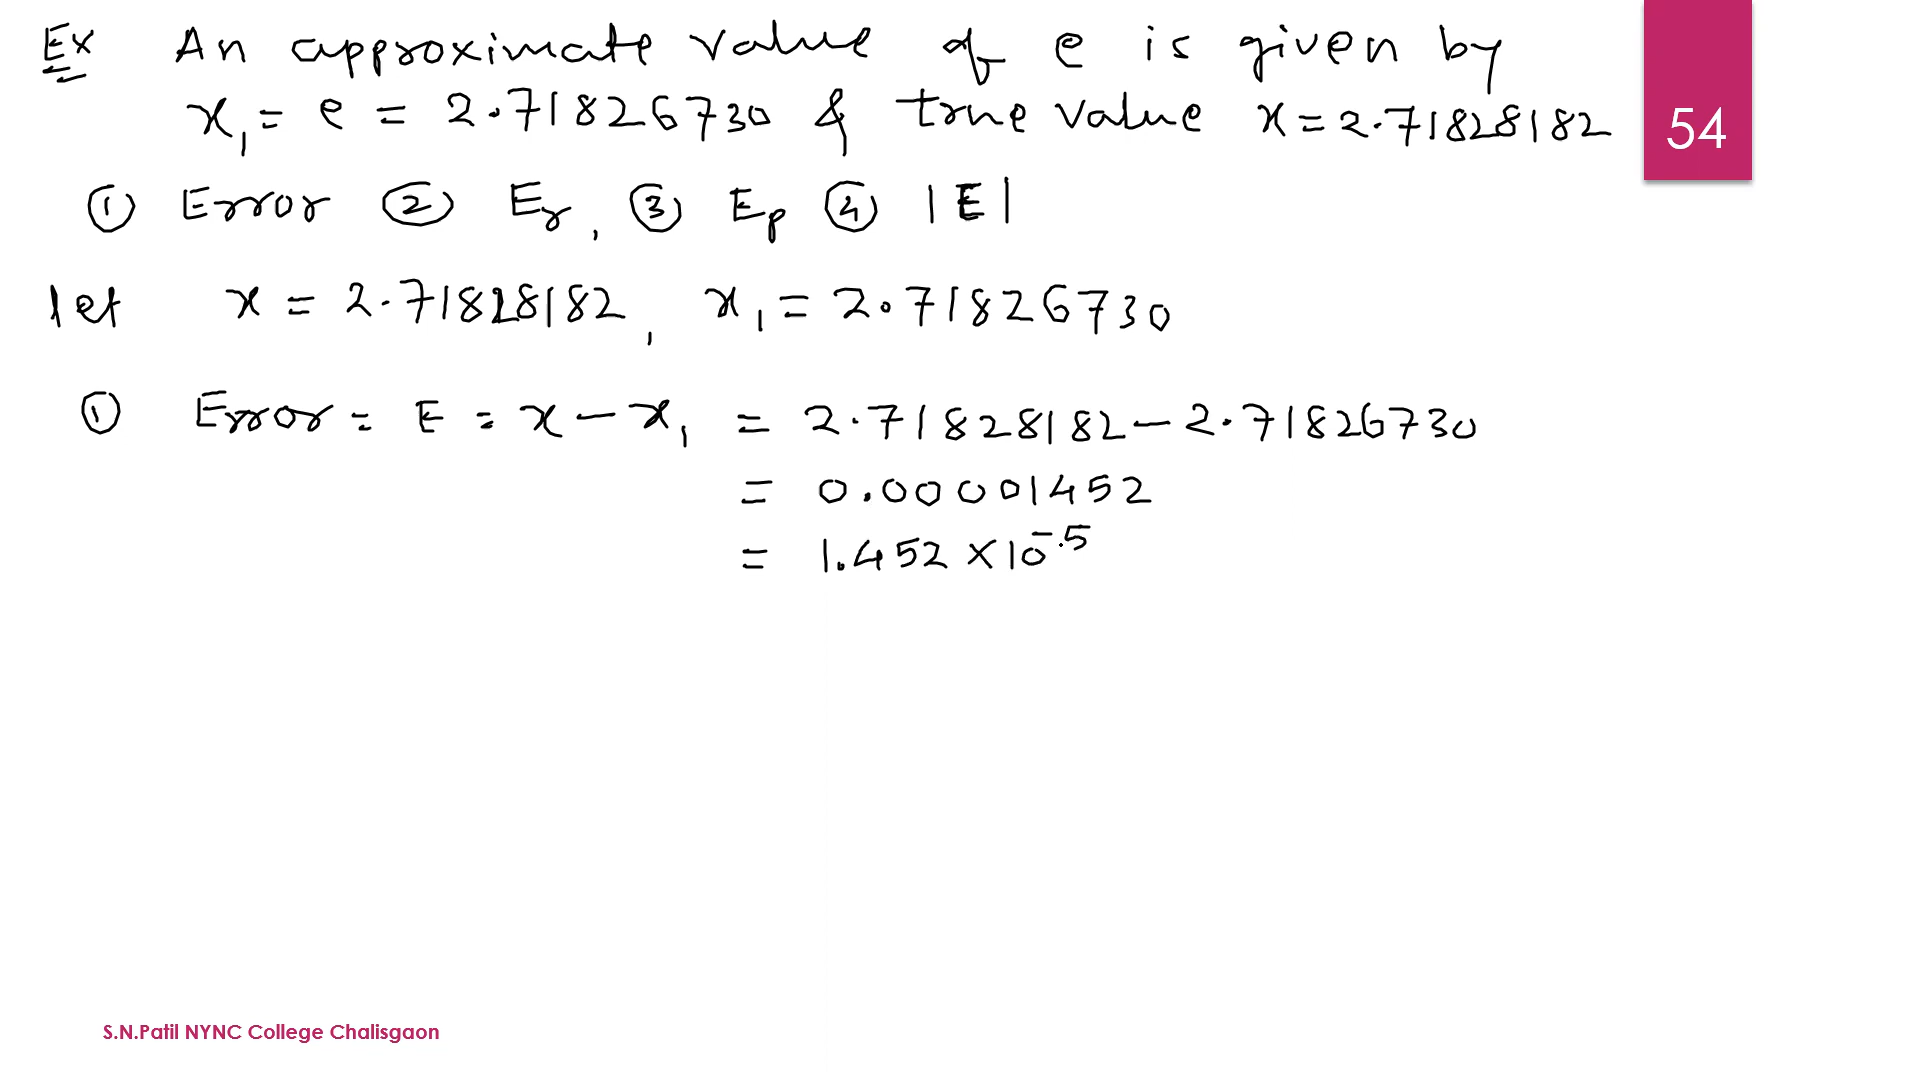 Ex An approximate value of e is given by
x₁ = e = 2.71826730 & true value x = 2.71828182
54
① Error ② Er, ③ Ep ④ |E|
let x = 2.71828182, x₁ = 2.71826730
① Error = E = x - x₁ = 2.71828182 - 2.71826730
= 0.00001452
= 1.452 × 10⁻⁵
S.N.Patil NYNC College Chalisgaon